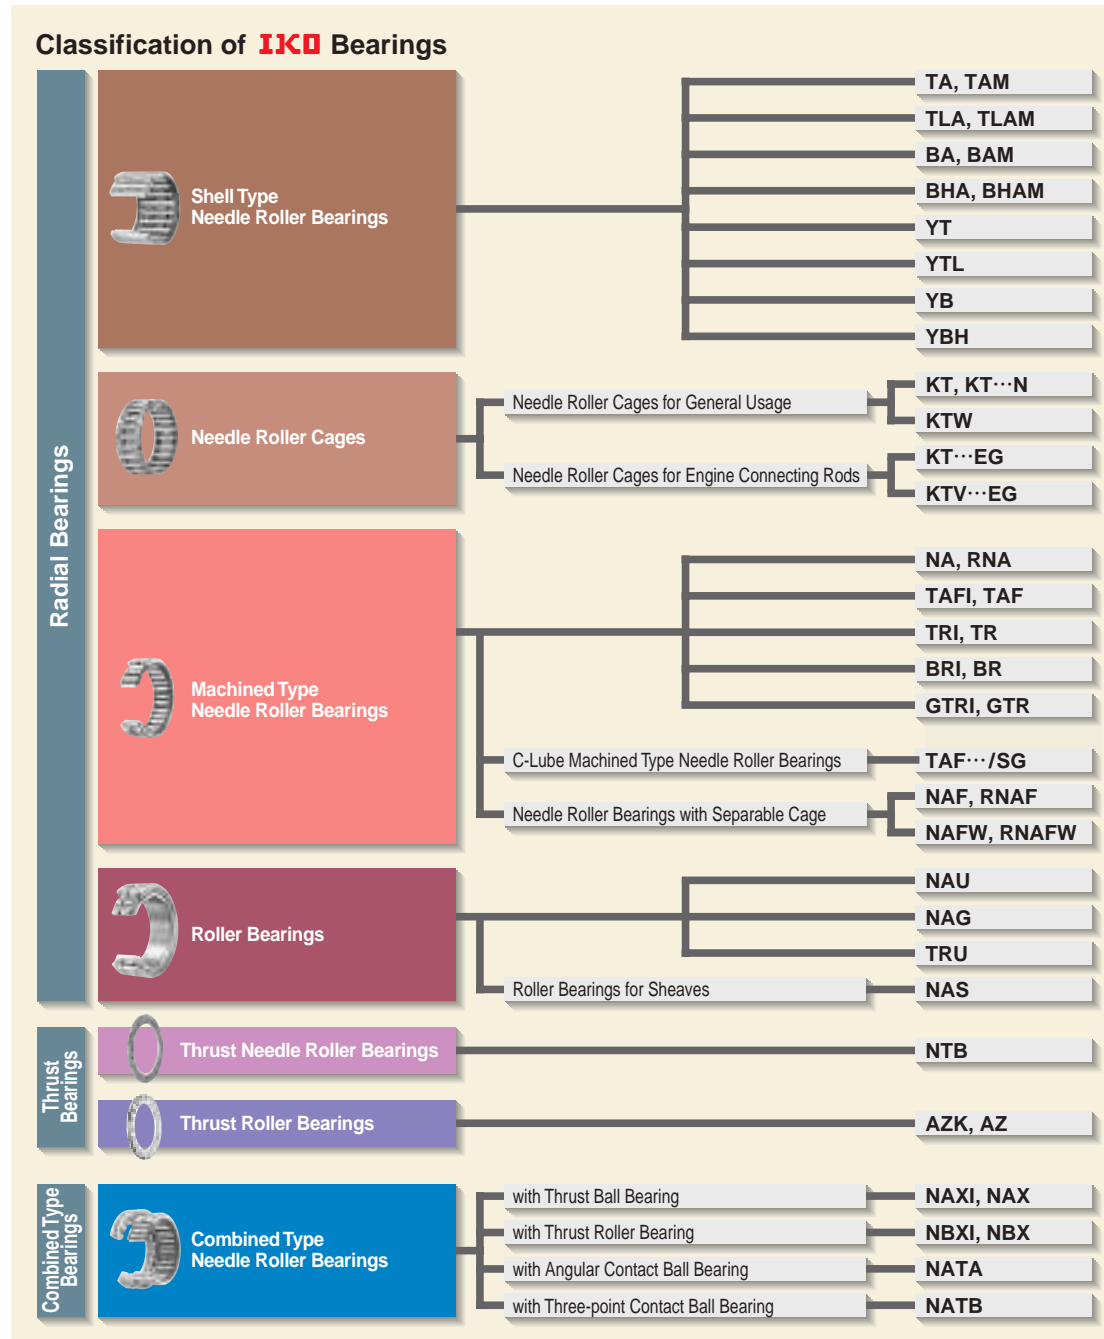 Classification of IKO Bearings
Radial Bearings
Shell Type
Needle Roller Bearings
TA, TAM
TLA, TLAM
BA, BAM
BHA, BHAM
YT
YTL
YB
YBH
Needle Roller Cages
Needle Roller Cages for General Usage
KT, KT···N
KTW
Needle Roller Cages for Engine Connecting Rods
KT···EG
KTV···EG
Machined Type
Needle Roller Bearings
NA, RNA
TAFI, TAF
TRI, TR
BRI, BR
GTRI, GTR
C-Lube Machined Type Needle Roller Bearings
TAF···/SG
Needle Roller Bearings with Separable Cage
NAF, RNAF
NAFW, RNAFW
Roller Bearings
NAU
NAG
TRU
Roller Bearings for Sheaves
NAS
Thrust
Bearings
Thrust Needle Roller Bearings
NTB
Thrust Roller Bearings
AZK, AZ
Combined Type
Bearings
Combined Type
Needle Roller Bearings
with Thrust Ball Bearing
NAXI, NAX
with Thrust Roller Bearing
NBXI, NBX
with Angular Contact Ball Bearing
NATA
with Three-point Contact Ball Bearing
NATB